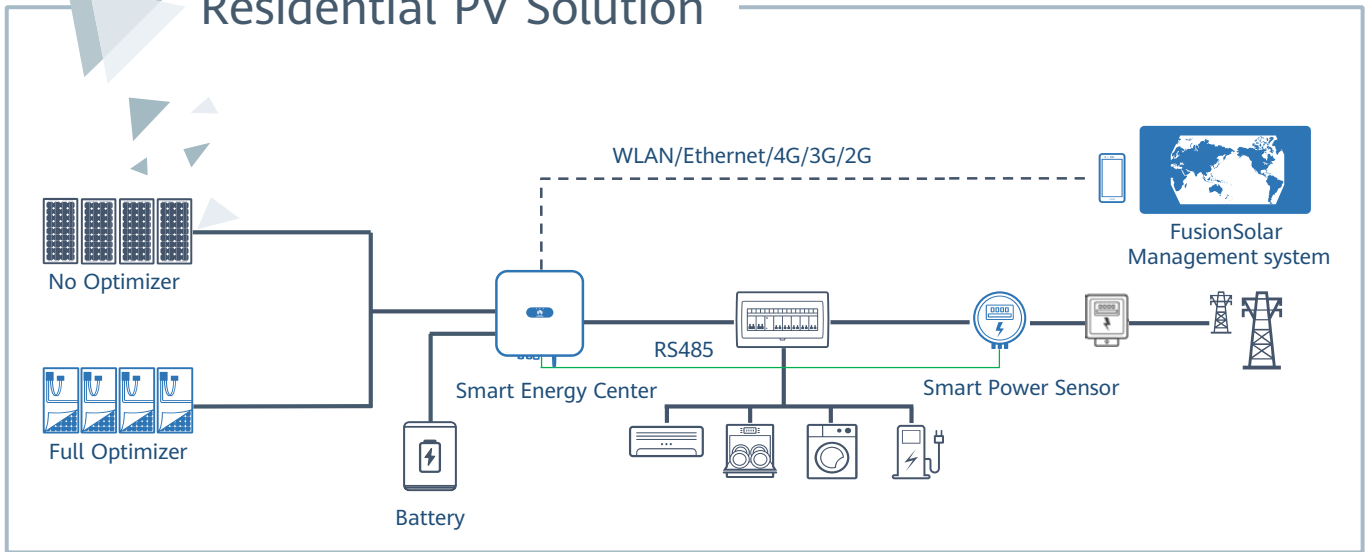 Residential PV Solution
WLAN/Ethernet/4G/3G/2G
FusionSolar
Management system
No Optimizer
RS485
Smart Energy Center
Smart Power Sensor
Full Optimizer
Battery